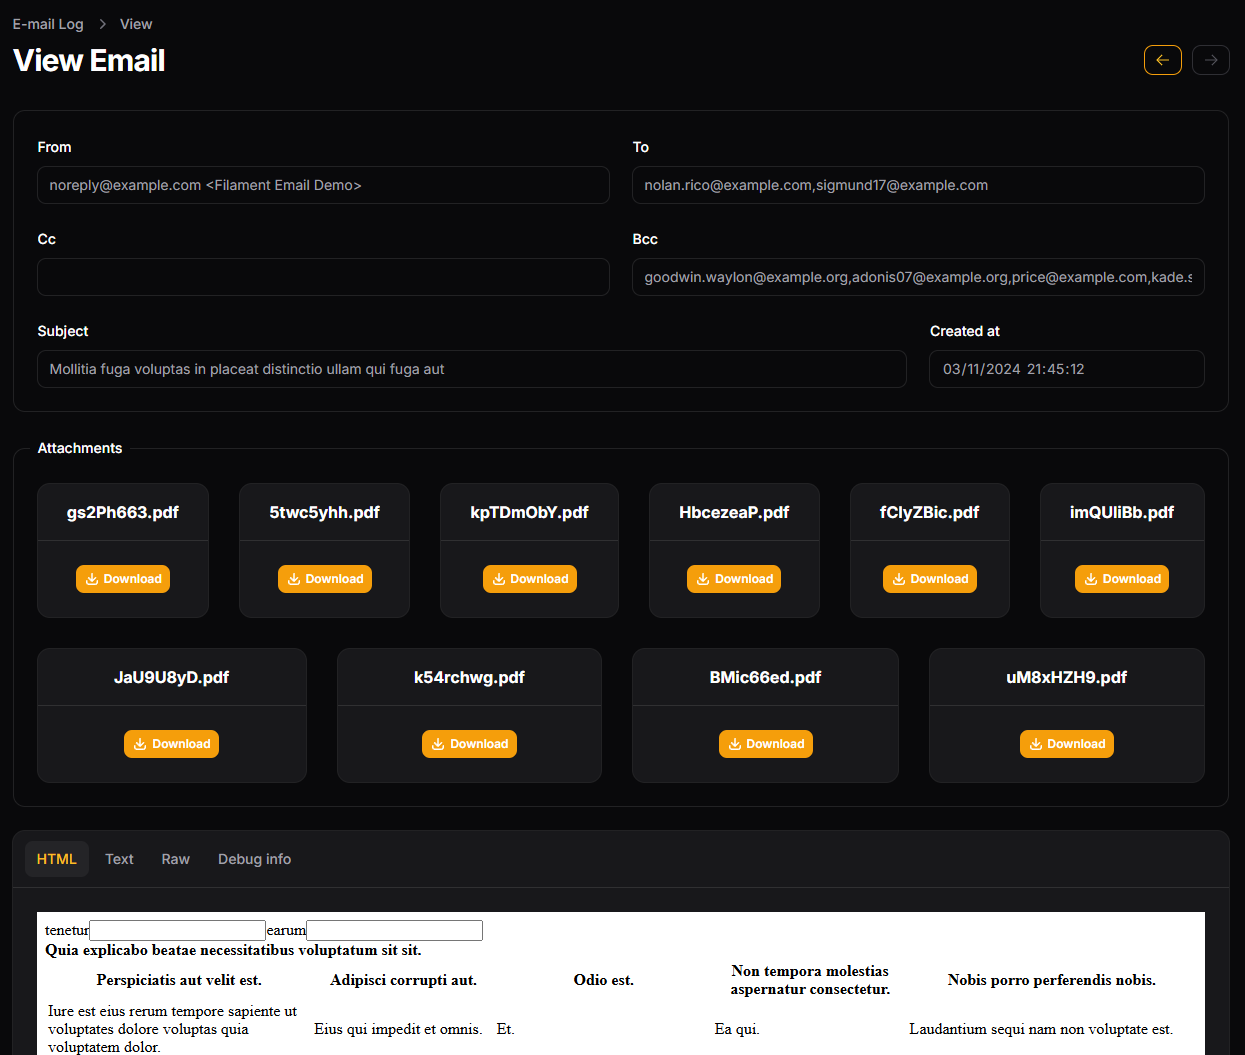 E-mail Log > View
View Email
From
To
noreply@example.com <Filament Email Demo>
nolan.rico@example.com,sigmund17@example.com
Cc
Bcc
goodwin.waylon@example.org,adonis07@example.org,price@example.com,kade.s
Subject
Created at
Mollitia fuga voluptas in placeat distinctio ullam qui fuga aut
03/11/2024 21:45:12
Attachments
gs2Ph663.pdf
5twc5yhh.pdf
kpTDmObY.pdf
HbcezeaP.pdf
imQUliBb.pdf
Download
Download
Download
Download
Download
Download
JaU9U8yD.pdf
k54rchwg.pdf
BMic66ed.pdf
uM8xHZH9.pdf
Download
Download
Download
Download
HTML
Text
Raw
Debug info
tenetur
earum
Quia explicabo beatae necessitatibus voluptatum sit sit.
Perspiciatis aut velit est.
Adipisci corrupti aut.
Odio est.
Non tempora molestias
aspernatur consectetur.
Nobis porro perferendis nobis.
Iure est eius rerum tempore sapiente ut
voluptates dolore voluptas quia
voluptatem dolor.
Eius qui impedit et omnis.
Et.
Ea qui.
Laudantium sequi nam non voluptate est.